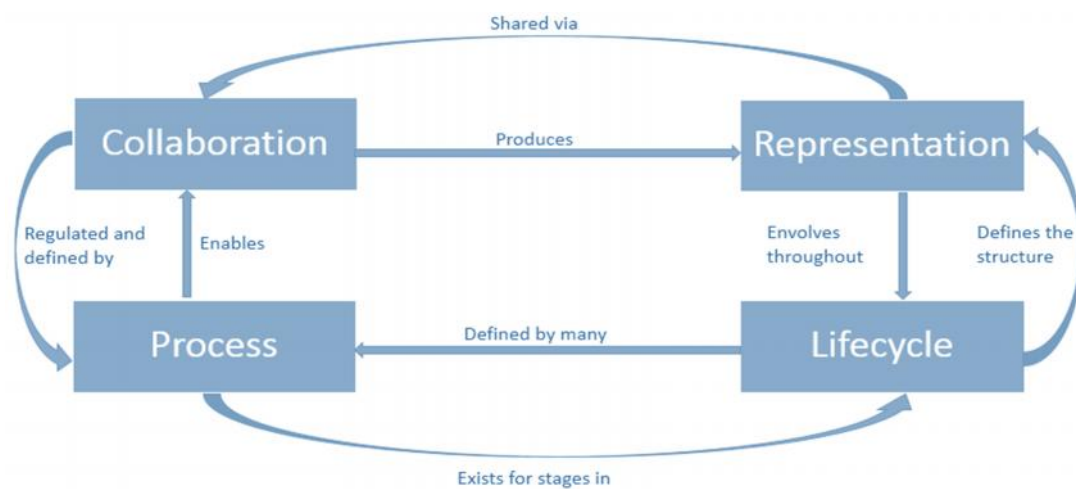 Shared via
Collaboration
Produces
Representation
Regulated and
defined by
Enables
Envolves
throughout
Defines the
structure
Process
Defined by many
Lifecycle
Exists for stages in